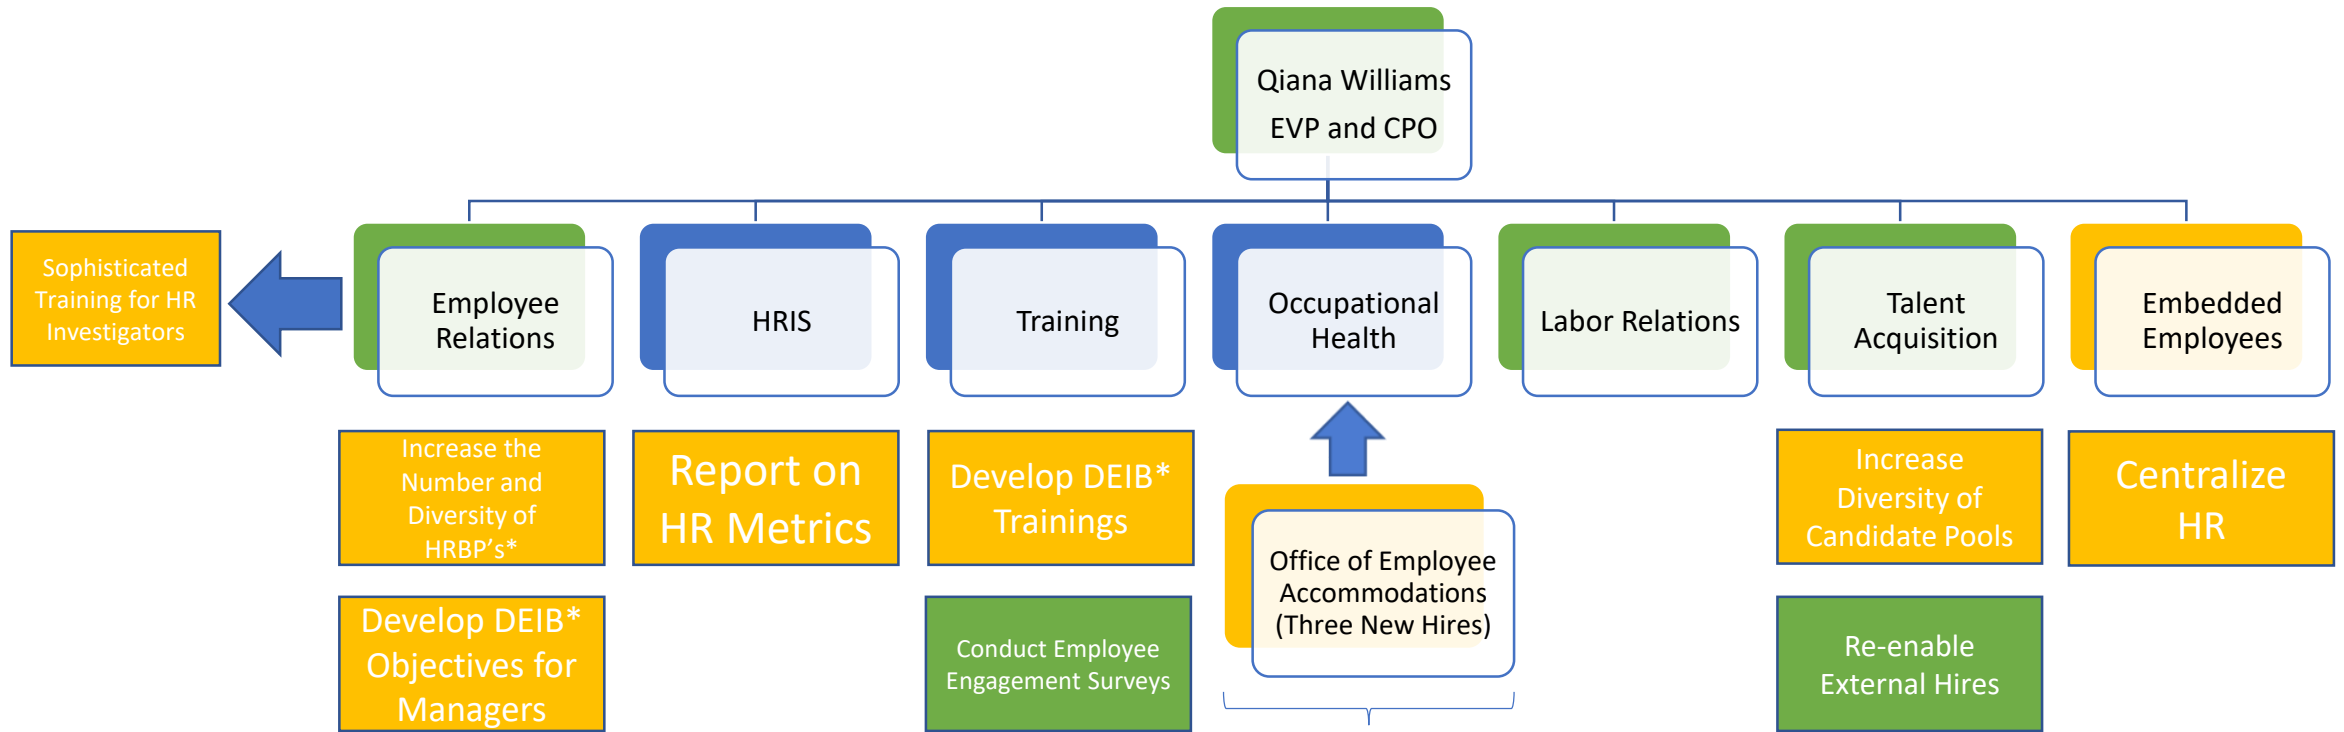 Qiana Williams
EVP and CPO
Sophisticated
Training for HR
Investigators
Employee
Relations
HRIS
Training
Occupational
Health
Labor Relations
Talent
Acquisition
Embedded
Employees
Increase the
Number and
Diversity of
HRBP’s*
Report on
HR Metrics
Develop DEIB*
Trainings
Increase
Diversity of
Candidate Pools
Centralize
HR
Office of Employee
Accommodations
(Three New Hires)
Develop DEIB*
Objectives for
Managers
Conduct Employee
Engagement Surveys
Re-enable
External Hires